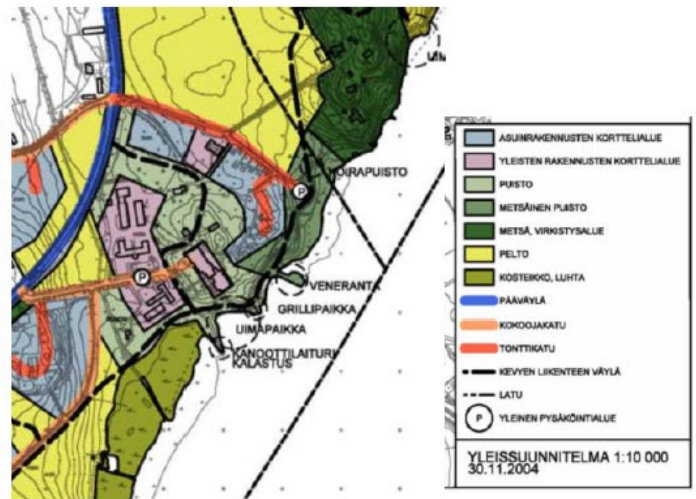 UIM
KOIRAPUISTO
P
VENERANTA
P
GRILLIPAIKKA
UIMAPAIKKA
KANOOTTILAITURI
KALASTUS
ASUINRAKENNUSTEN KORTTELIALUE
YLEISTEN RAKENNUSTEN KORTTELIALUE
PUISTO
METSÄINEN PUISTO
METSÄ, VIRKISTYSALUE
PELTO
KOSTEIKKO, LUHTA
PÄÄVÄYLÄ
KOKOOJAKATU
TONTTIKATU
KEVYEN LIIKENTEEN VÄYLÄ
LATU
P YLEINEN PYSÄKÖINTIALUE
YLEISSUUNNITELMA 1:10 000
30.11.2004